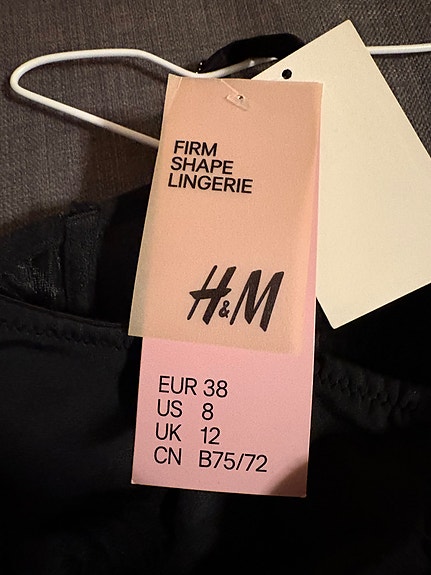 FIRM
SHAPE
LINGERIE
H&M
EUR 38
US 8
UK 12
CN B75/72